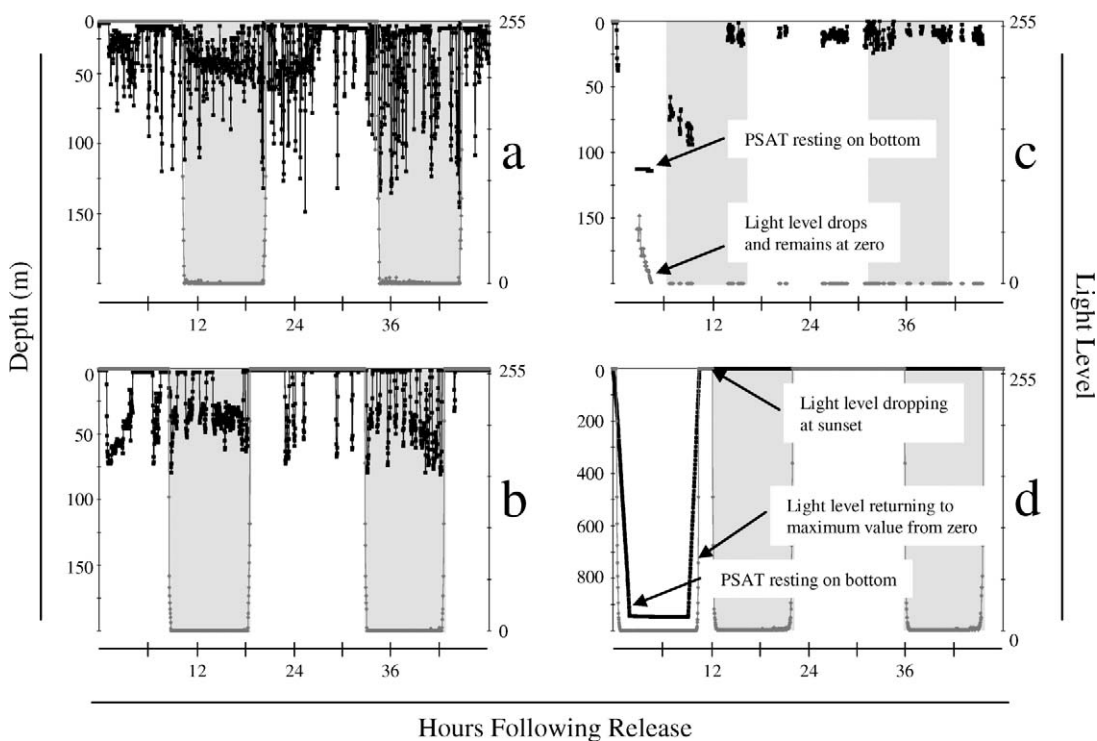 0
50
100
150
255
0
a
12
24
36
0
50
100
150
255
0
c
PSAT resting on bottom
Light level drops
and remains at zero
12
24
36
0
50
100
150
255
0
b
12
24
36
0
200
400
600
800
255
0
d
Light level dropping
at sunset
Light level returning to
maximum value from zero
PSAT resting on bottom
12
24
36
Depth (m)
Light Level
Hours Following Release